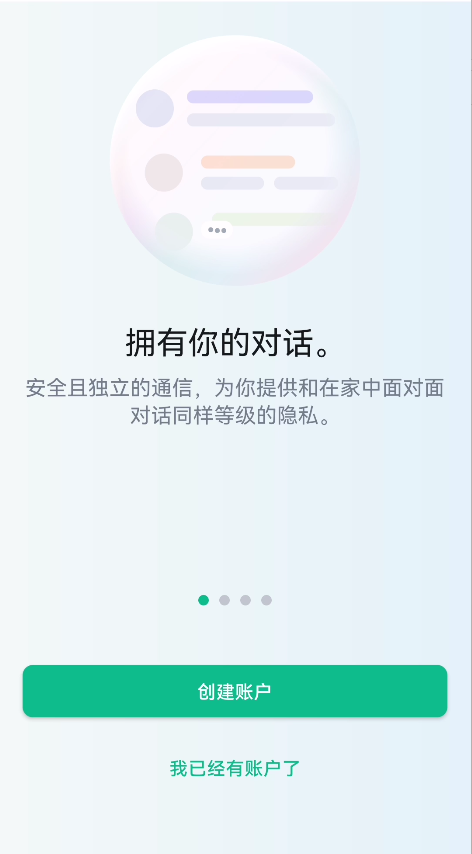 拥有你的对话。
安全且独立的通信，为你提供和在家中面对面
对话同样等级的隐私。
创建账户
我已经有账户了